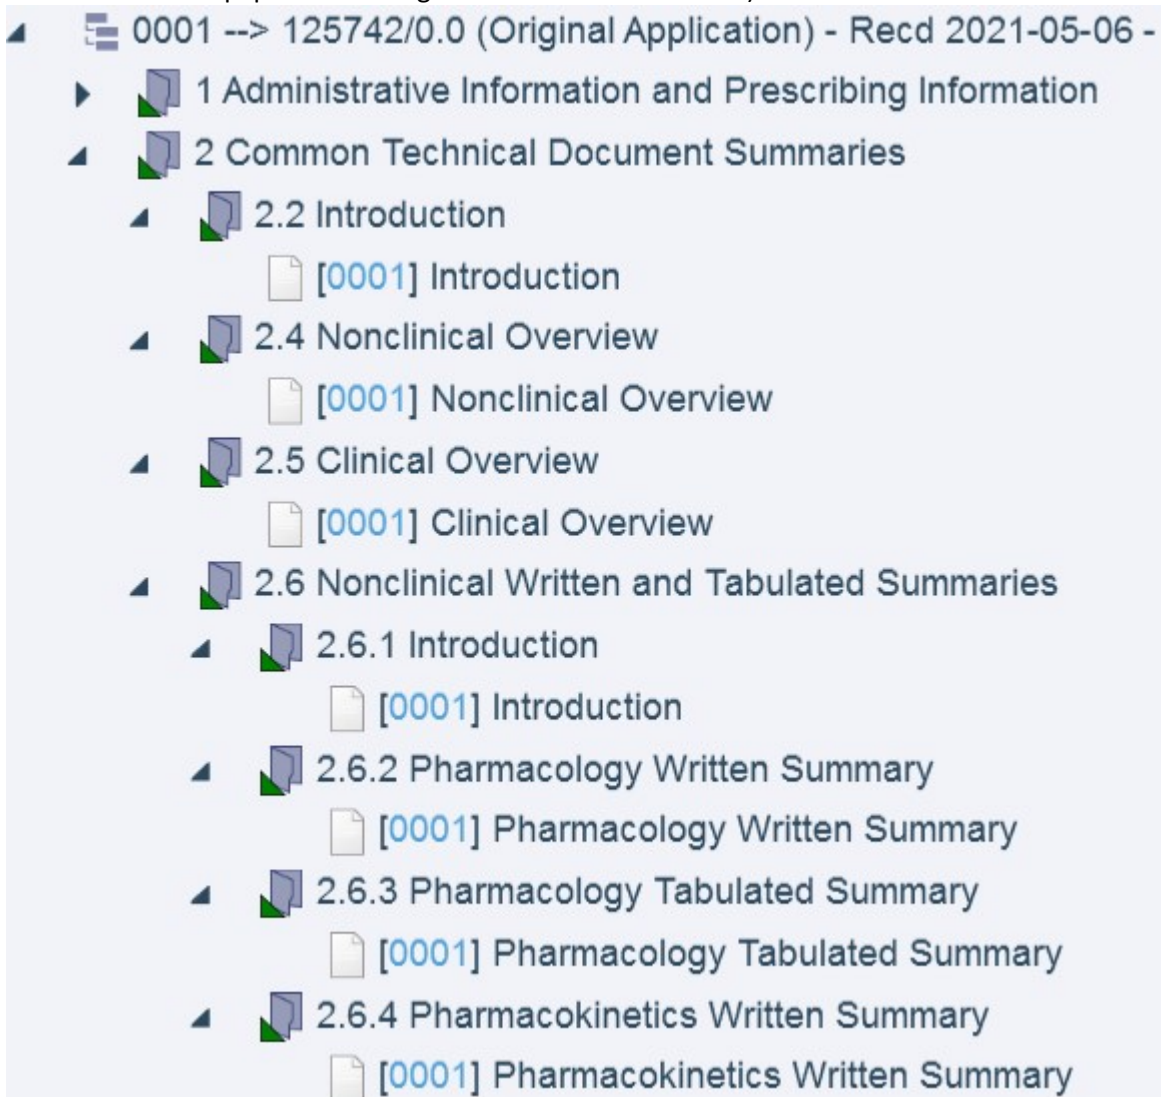 0001 --> 125742/0.0 (Original Application) - Recd 2021-05-06 -
1 Administrative Information and Prescribing Information
2 Common Technical Document Summaries
2.2 Introduction
[0001] Introduction
2.4 Nonclinical Overview
[0001] Nonclinical Overview
2.5 Clinical Overview
[0001] Clinical Overview
2.6 Nonclinical Written and Tabulated Summaries
2.6.1 Introduction
[0001] Introduction
2.6.2 Pharmacology Written Summary
[0001] Pharmacology Written Summary
2.6.3 Pharmacology Tabulated Summary
[0001] Pharmacology Tabulated Summary
2.6.4 Pharmacokinetics Written Summary
[0001] Pharmacokinetics Written Summary